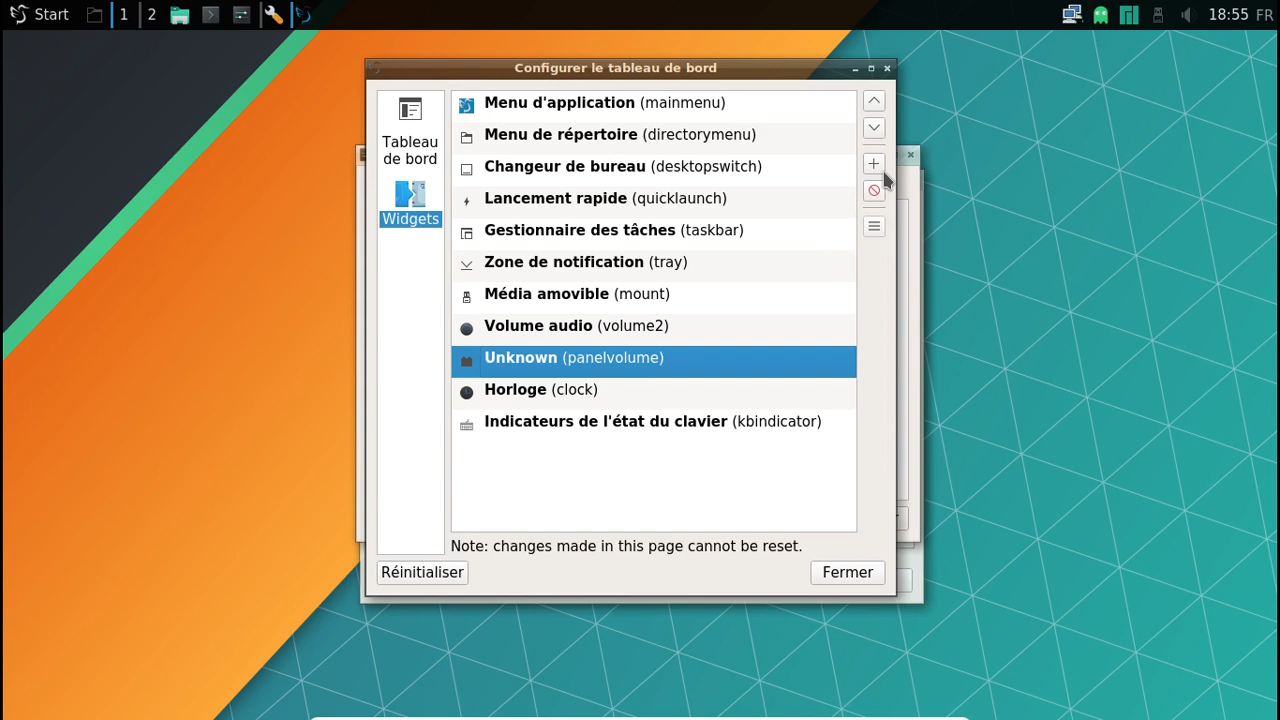 Start 1 2 18:55 FR
Configurer le tableau de bord
Tableau
de bord
Widgets
Menu d'application (mainmenu)
Menu de répertoire (directorymenu)
Changeur de bureau (desktopswitch)
Lancement rapide (quicklaunch)
Gestionnaire des tâches (taskbar)
Zone de notification (tray)
Média amovible (mount)
Volume audio (volume2)
Unknown (panelvolume)
Horloge (clock)
Indicateurs de l'état du clavier (kbindicator)
Note: changes made in this page cannot be reset.
Réinitialiser
Fermer